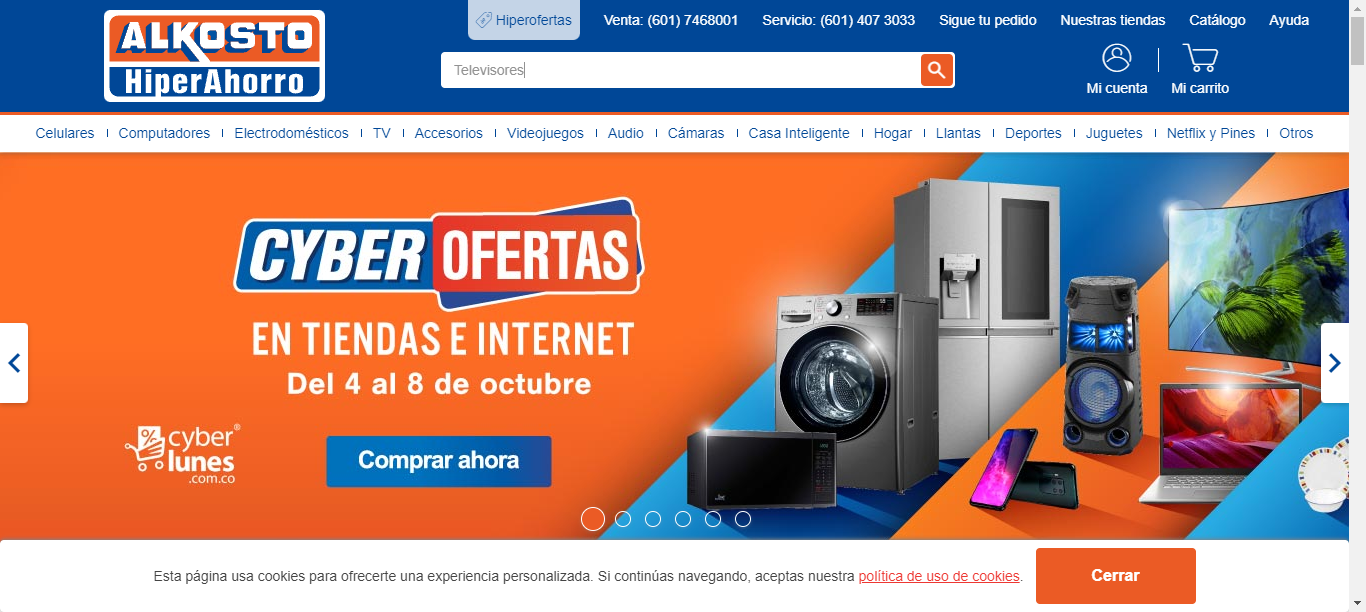 ALKOSTO
HiperAhorro
Hiperofertas
Venta: (601) 7468001
Servicio: (601) 407 3033
Sigue tu pedido
Nuestras tiendas
Catálogo
Ayuda
Televisores
Mi cuenta
Mi carrito
Celulares
Computadores
Electrodomésticos
TV
Accesorios
Videojuegos
Audio
Cámaras
Casa Inteligente
Hogar
Llantas
Deportes
Juguetes
Netflix y Pines
Otros
CYBER OFERTAS
EN TIENDAS E INTERNET
Del 4 al 8 de octubre
cyber®
lunes
.com.co
Comprar ahora
Esta página usa cookies para ofrecerte una experiencia personalizada. Si continúas navegando, aceptas nuestra política de uso de cookies.
Cerrar